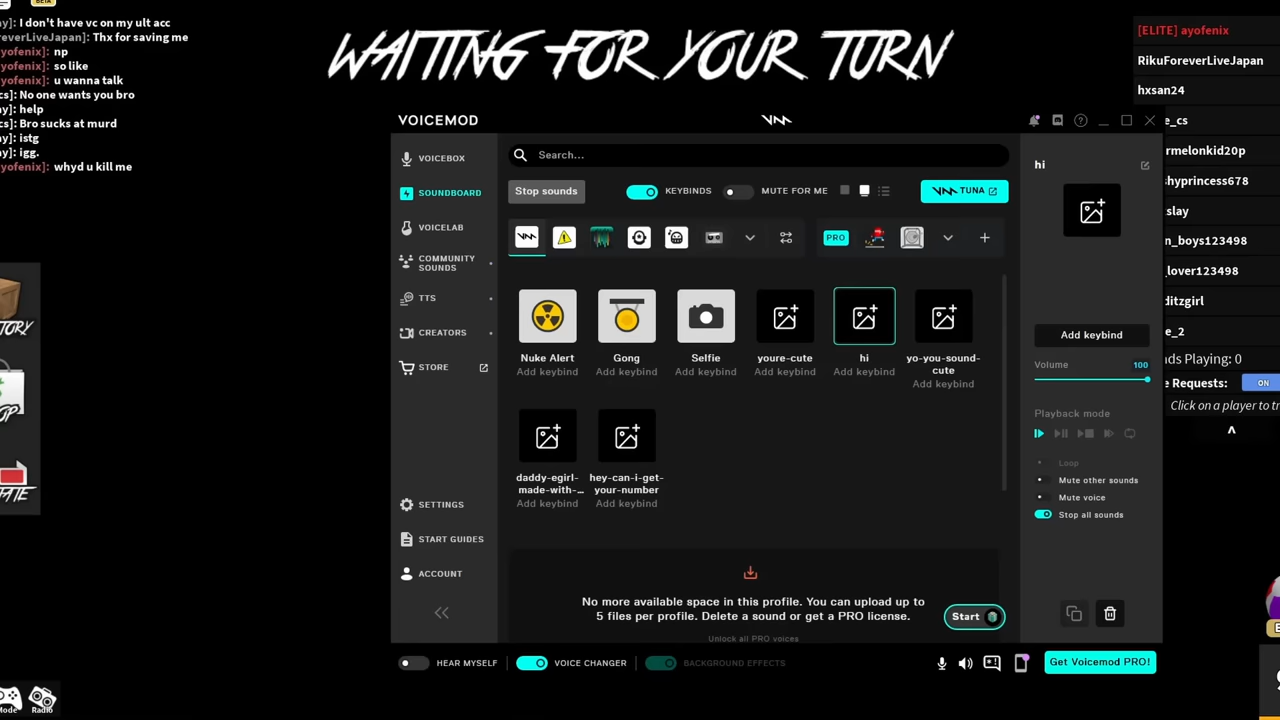 BETA
y]: I don't have vc on my ult acc
reverLiveJapan]: Thx for saving me
ayofenix]: np
ayofenix]: so like
ayofenix]: u wanna talk
cs]: No one wants you bro
ay]: help
cs]: Bro sucks at murd
ay]: istg
ay]: igg.
ayofenix]: whyd u kill me
WAITING FOR YOUR TURN
[ELITE] ayofenix
RikuForeverLiveJapan
hxsan24
e_cs
rmelonkid20p
shyprincess678
slay
n_boys123498
_lover123498
ditzgirl
e_2
nds Playing: 0
e Requests: ON
Click on a player to tr
^
TORY
OP
TATE
Mode
Radio
VOICEMOD
VOICEBOX
SOUNDBOARD
VOICELAB
COMMUNITY
SOUNDS
TTS
CREATORS
STORE
SETTINGS
START GUIDES
ACCOUNT
Search...
Stop sounds
KEYBINDS
MUTE FOR ME
TUNA
PRO
Nuke Alert
Add keybind
Gong
Add keybind
Selfie
Add keybind
youre-cute
Add keybind
hi
Add keybind
yo-you-sound-
cute
Add keybind
daddy-egirl-
made-with-...
Add keybind
hey-can-i-get-
your-number
Add keybind
No more available space in this profile. You can upload up to
5 files per profile. Delete a sound or get a PRO license.
Unlock all PRO voices
Start
hi
Add keybind
Volume 100
Playback mode
Loop
Mute other sounds
Mute voice
Stop all sounds
HEAR MYSELF
VOICE CHANGER
BACKGROUND EFFECTS
Get Voicemod PRO!